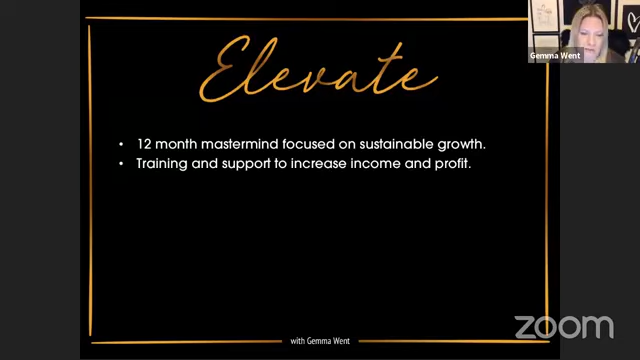 Gemma Went
Elevate
• 12 month mastermind focused on sustainable growth.
• Training and support to increase income and profit.
with Gemma Went
zoom